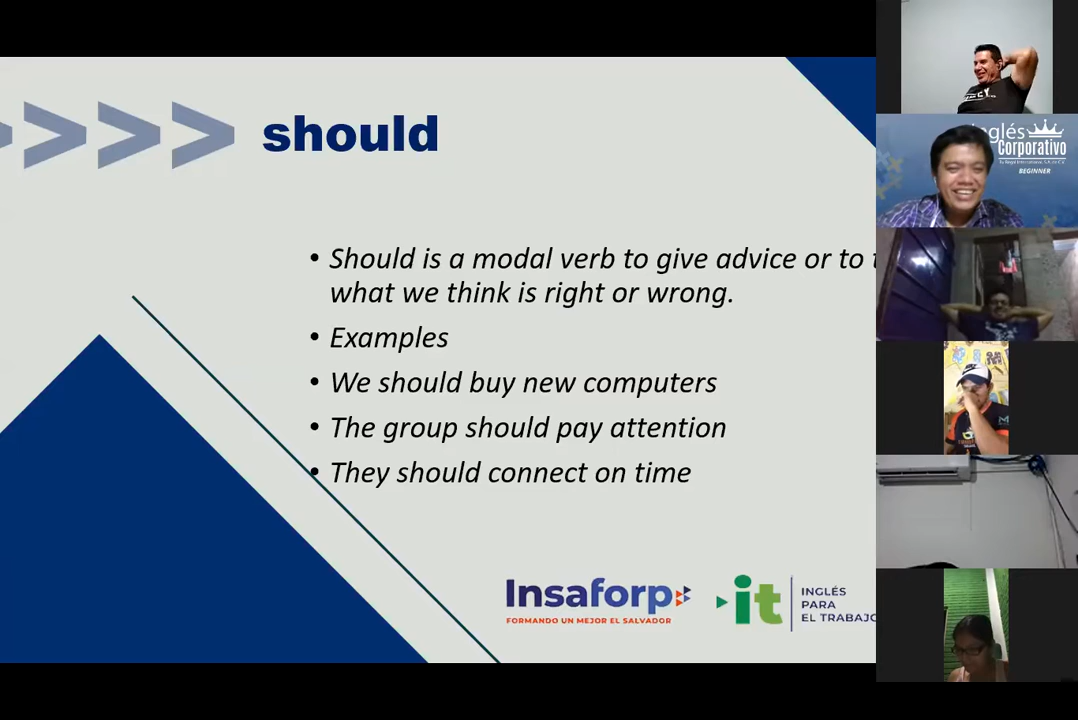 should
• Should is a modal verb to give advice or to
what we think is right or wrong.
• Examples
• We should buy new computers
• The group should pay attention
• They should connect on time
Insaforp
FORMANDO UN MEJOR EL SALVADOR
it
INGLÉS
PARA
EL TRABAJO
Inglés
Corporativo
BEGINNER